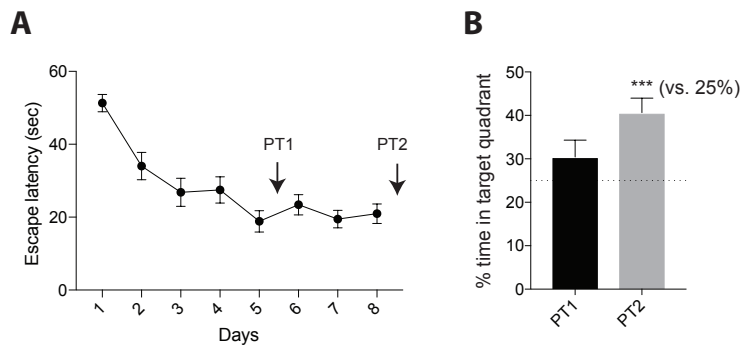 A
Escape latency (sec)
60
40
20
0
PT1
PT2
1
2
3
4
5
6
7
8
Days
B
% time in target quadrant
50
40
30
20
10
0
*** (vs. 25%)
PT1
PT2